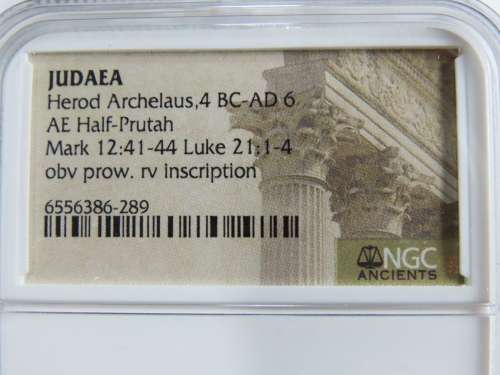 JUDAEA
Herod Archelaus,4 BC-AD 6
AE Half-Prutah
Mark 12:41-44 Luke 21:1-4
obv prow. rv inscription
6556386-289
NGC
ANCIENTS